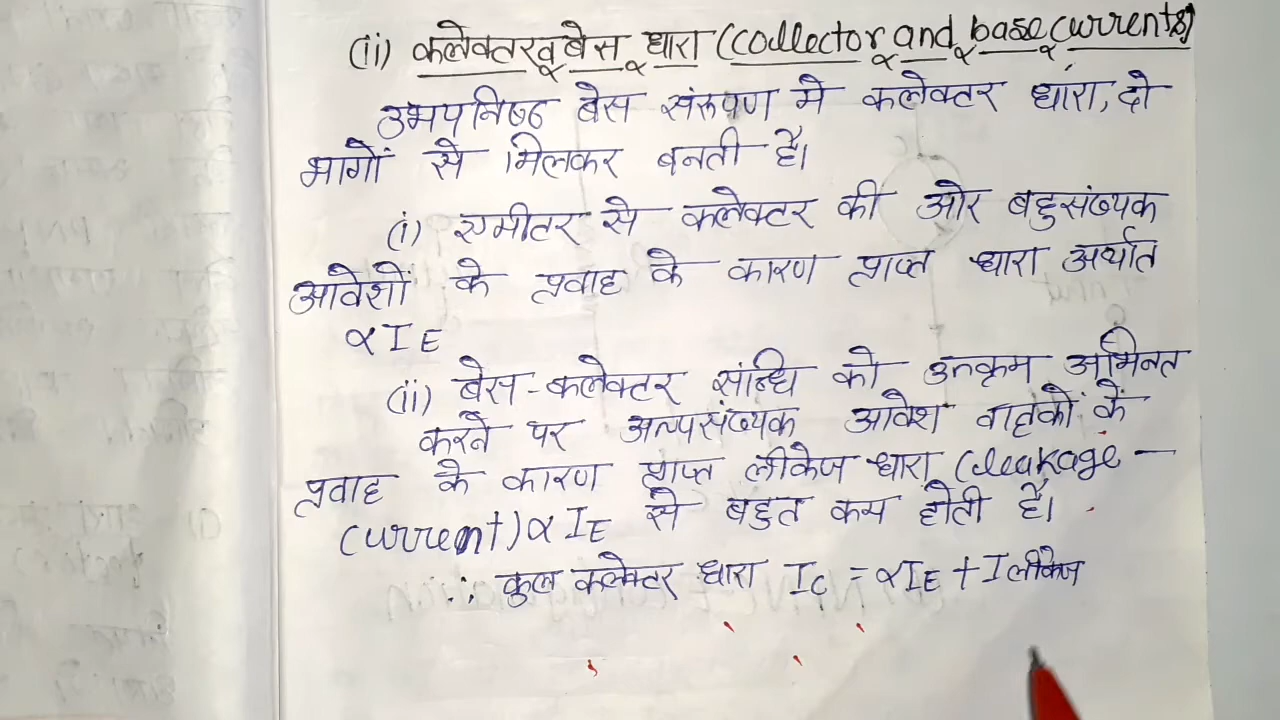 (ii) कलेक्टर व बेस धारा (collector and base currents)
उभयनिष्ठ बेस संरूपण मे कलेक्टर धारा, दो
भागों से मिलकर बनती है।
(i) एमीटर से कलेक्टर की ओर बहुसंख्यक
आवेशों के प्रवाह के कारण प्राप्त धारा अर्थात
αIE
(ii) बेस-कलेक्टर संन्धि को उत्क्रम अभिनत
करने पर अल्पसंख्यक आवेश वाहकों कें
प्रवाह के कारण प्राप्त लीकेज धारा (leakage -
current) αIE से बहुत कम होती है।
∴ कुल कलेक्टर धारा IC = αIE + Iलीकेज